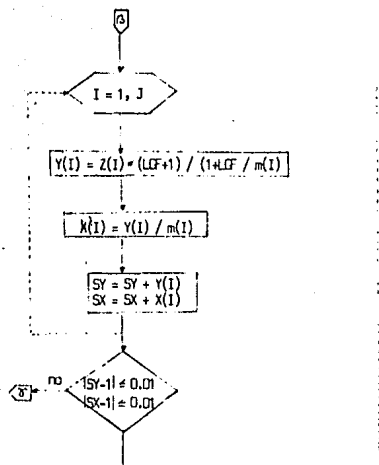 β
I = 1, J
Y(I) = Z(I) * (LCF+1) / (1+LCF / m(I)
X(I) = Y(I) / m(I)
SY = SY + Y(I)
SX = SX + X(I)
no
|SY-1| ≤ 0.01
|SX-1| ≤ 0.01